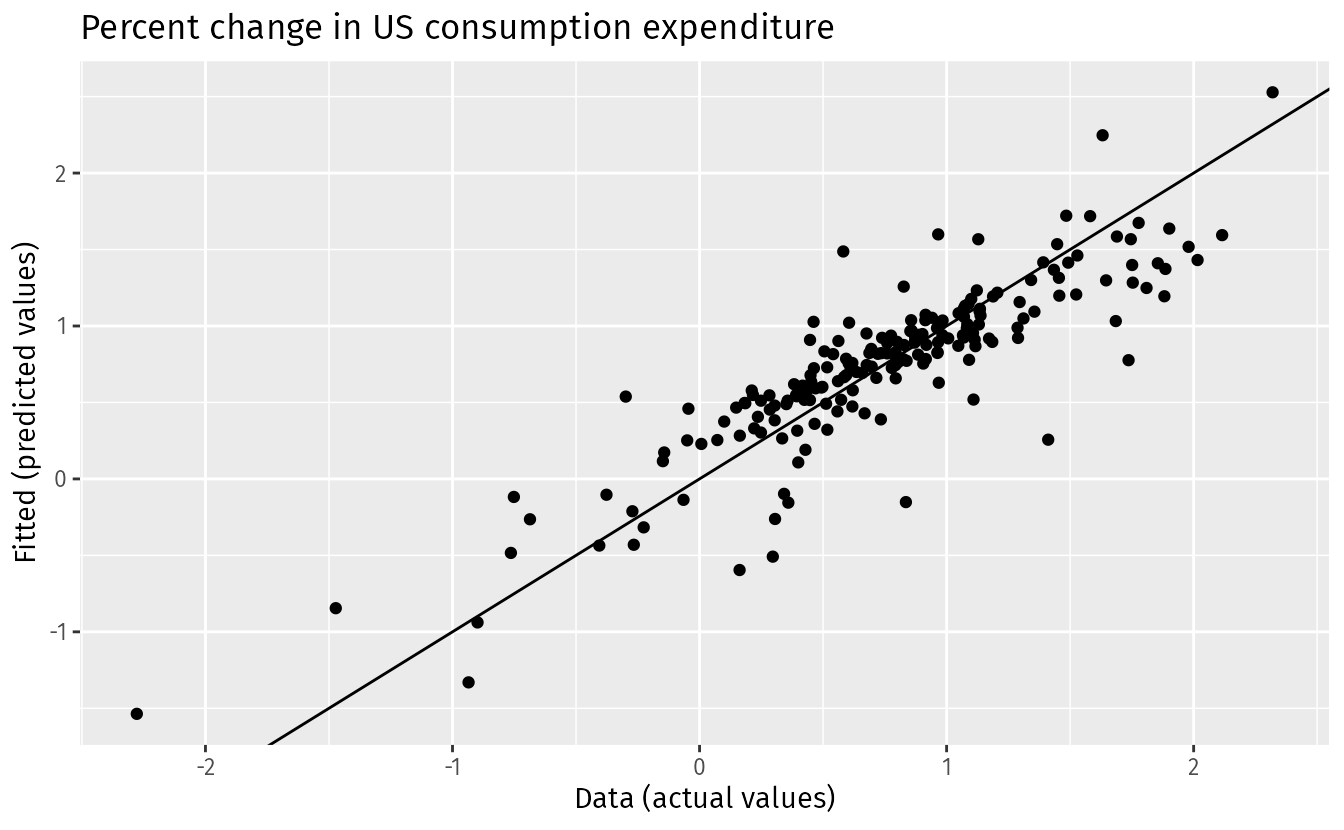 Percent change in US consumption expenditure
2
1
0
-1
Fitted (predicted values)
-2 -1 0 1 2
Data (actual values)